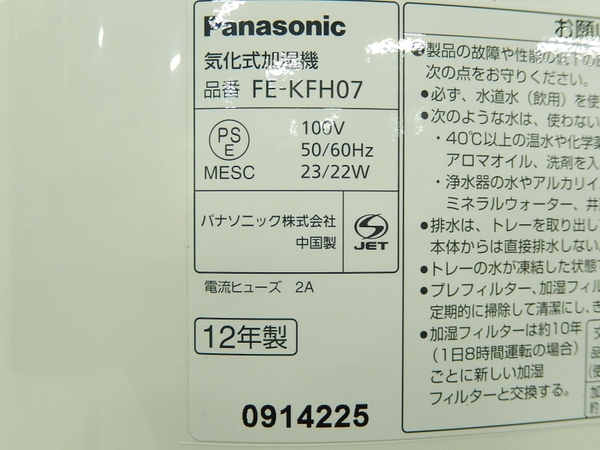 Panasonic
気化式加湿機
品番 FE-KFH07
PS
E
MESC
100V
50/60Hz
23/22W
パナソニック株式会社
中国製
S
JET
電流ヒューズ 2A
12年製
0914225
お願い
製品の故障や性能の低下の
次の点をお守りください。
●必ず、水道水（飲用）を使
●次のような水は、使わない
・40℃以上の温水や化学薬
アロマオイル、洗剤を入
・浄水器の水やアルカリイ
ミネラルウォーター、井
●排水は、トレーを取り出し
本体からは直接排水しない
●トレーの水が凍結した状態
●プレフィルター、加湿フィル
定期的に掃除して清潔にし、き
●加湿フィルターは約10年
（1日8時間運転の場合）
ごとに新しい加湿
フィルターと交換する。